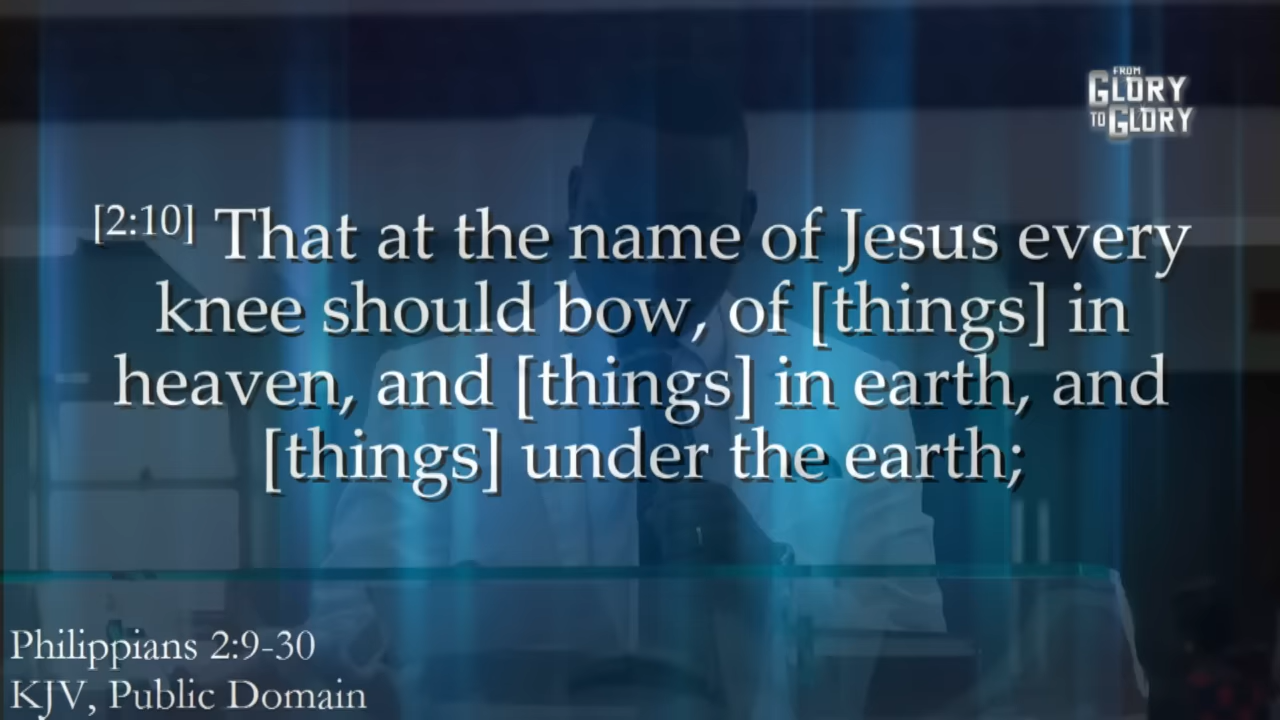 FROM
GLORY
TO GLORY
[2:10] That at the name of Jesus every
knee should bow, of [things] in
heaven, and [things] in earth, and
[things] under the earth;
Philippians 2:9-30
KJV, Public Domain